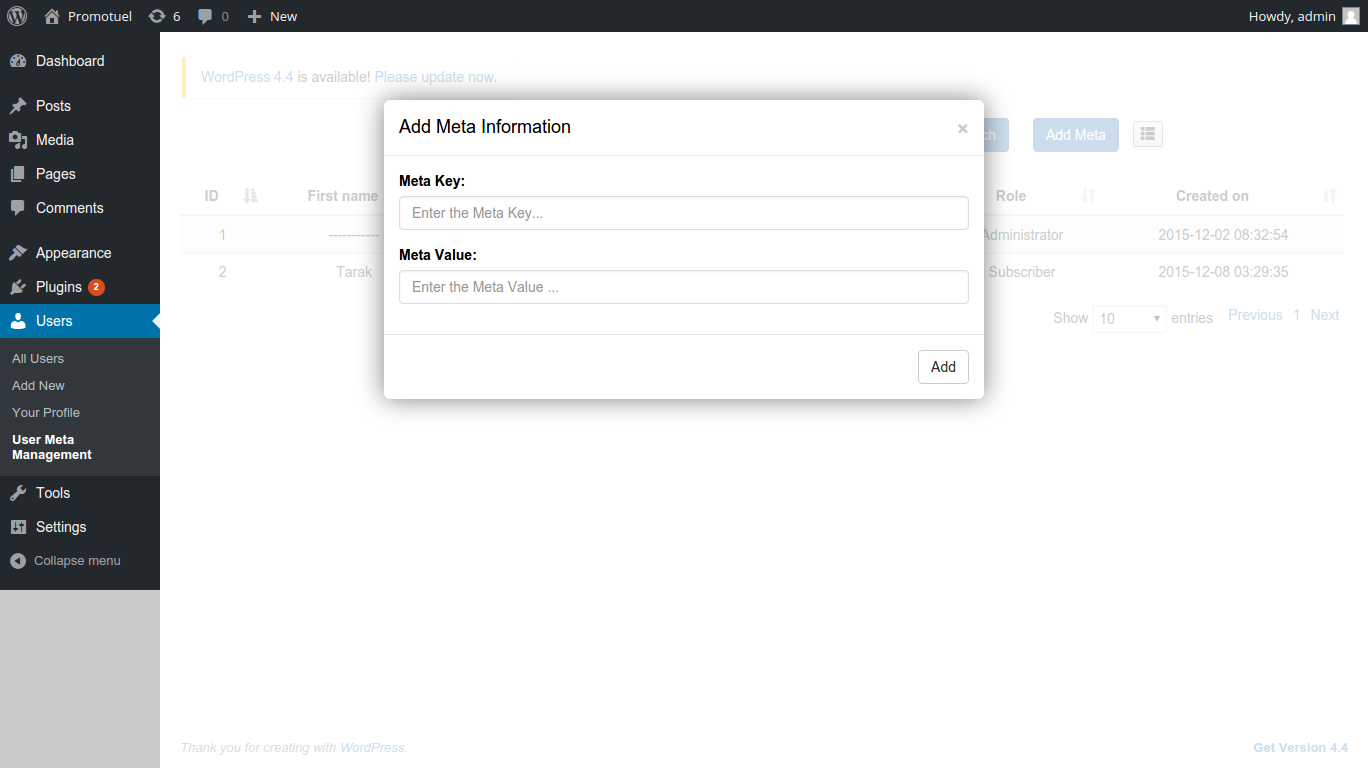 Promotuel 6 0 New Howdy, admin
Dashboard
Posts
Media
Pages
Comments
Appearance
Plugins 2
Users
All Users
Add New
Your Profile
User Meta
Management
Tools
Settings
Collapse menu
WordPress 4.4 is available! Please update now.
Add Meta
ID First name Role Created on
1 ----------- Administrator 2015-12-02 08:32:54
2 Tarak Subscriber 2015-12-08 03:29:35
Show 10 entries Previous 1 Next
Add Meta Information ×
Meta Key:
Enter the Meta Key...
Meta Value:
Enter the Meta Value ...
Add
Thank you for creating with WordPress. Get Version 4.4